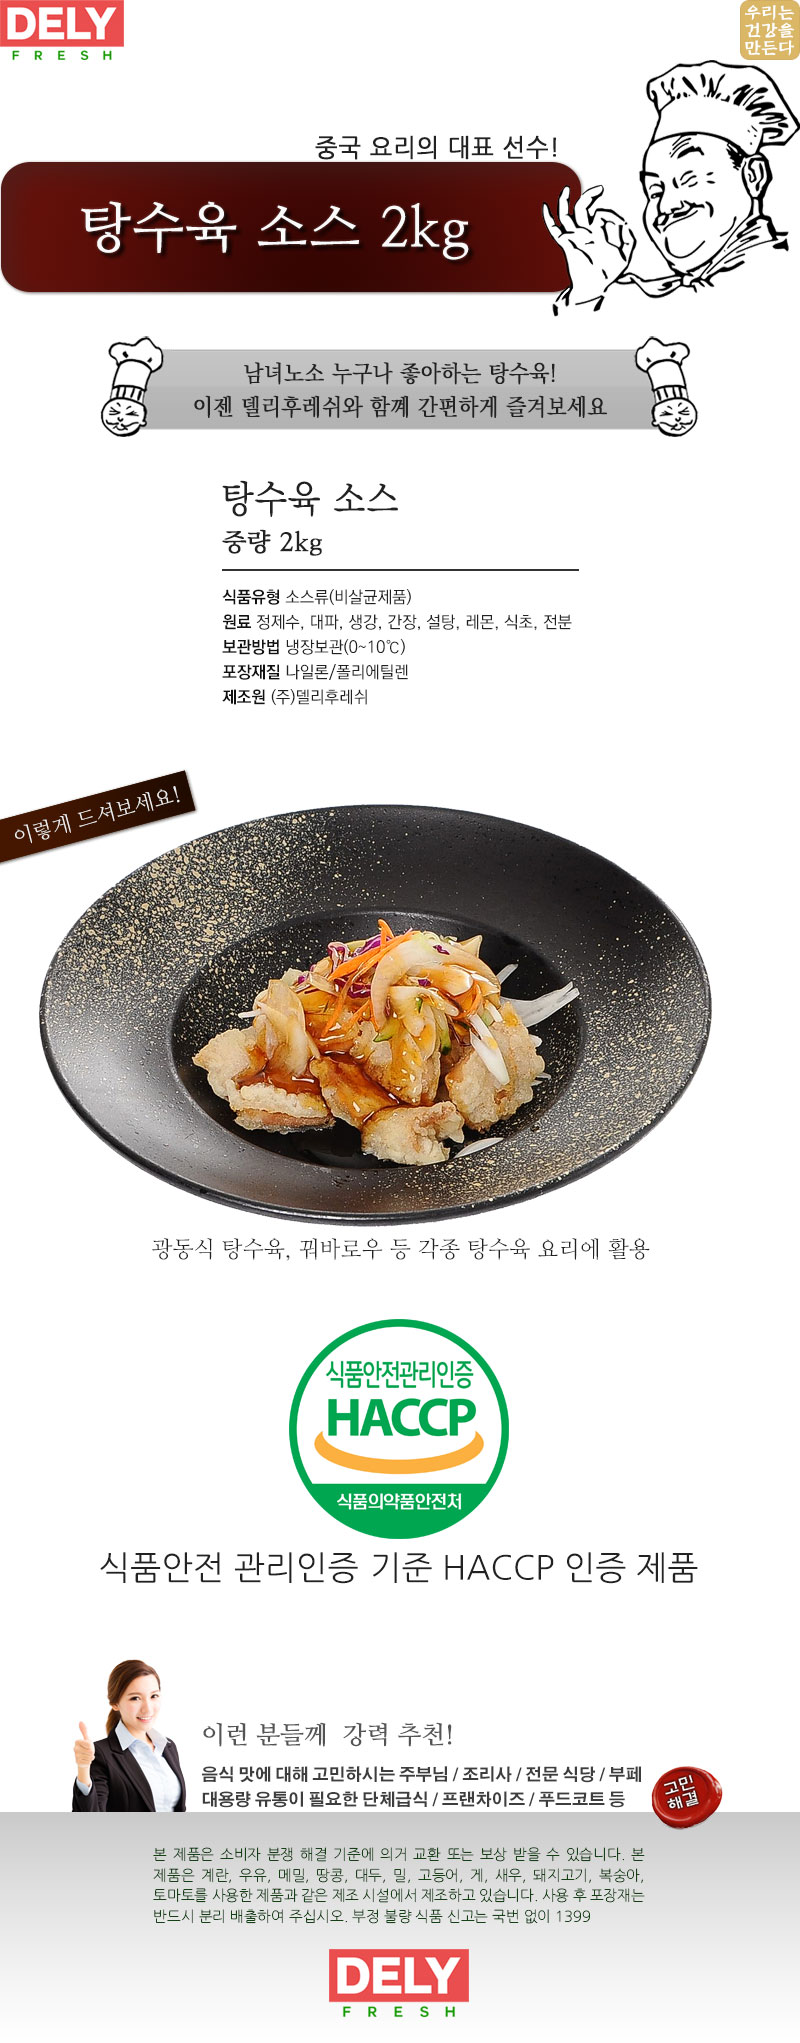 DELY
FRESH
우리는
건강을
만든다
중국 요리의 대표 선수!
탕수육 소스 2kg
남녀노소 누구나 좋아하는 탕수육!
이젠 델리후레쉬와 함꼐 간편하게 즐겨보세요
탕수육 소스
중량 2kg
식품유형 소스류(비살균제품)
원료 정제수, 대파, 생강, 간장, 설탕, 레몬, 식초, 전분
보관방법 냉장보관(0~10℃)
포장재질 나일론/폴리에틸렌
제조원 (주)델리후레쉬
이렇게 드셔보세요!
광동식 탕수육, 꿔바로우 등 각종 탕수육 요리에 활용
식품안전관리인증
HACCP
식품의약품안전처
식품안전 관리인증 기준 HACCP 인증 제품
이런 분들께 강력 추천!
음식 맛에 대해 고민하시는 주부님 / 조리사 / 전문 식당 / 부페
대용량 유통이 필요한 단체급식 / 프랜차이즈 / 푸드코트 등
고민
해결
본 제품은 소비자 분쟁 해결 기준에 의거 교환 또는 보상 받을 수 있습니다. 본
제품은 계란, 우유, 메밀, 땅콩, 대두, 밀, 고등어, 게, 새우, 돼지고기, 복숭아,
토마토를 사용한 제품과 같은 제조 시설에서 제조하고 있습니다. 사용 후 포장재는
반드시 분리 배출하여 주십시오. 부정 불량 식품 신고는 국번 없이 1399
DELY
FRESH